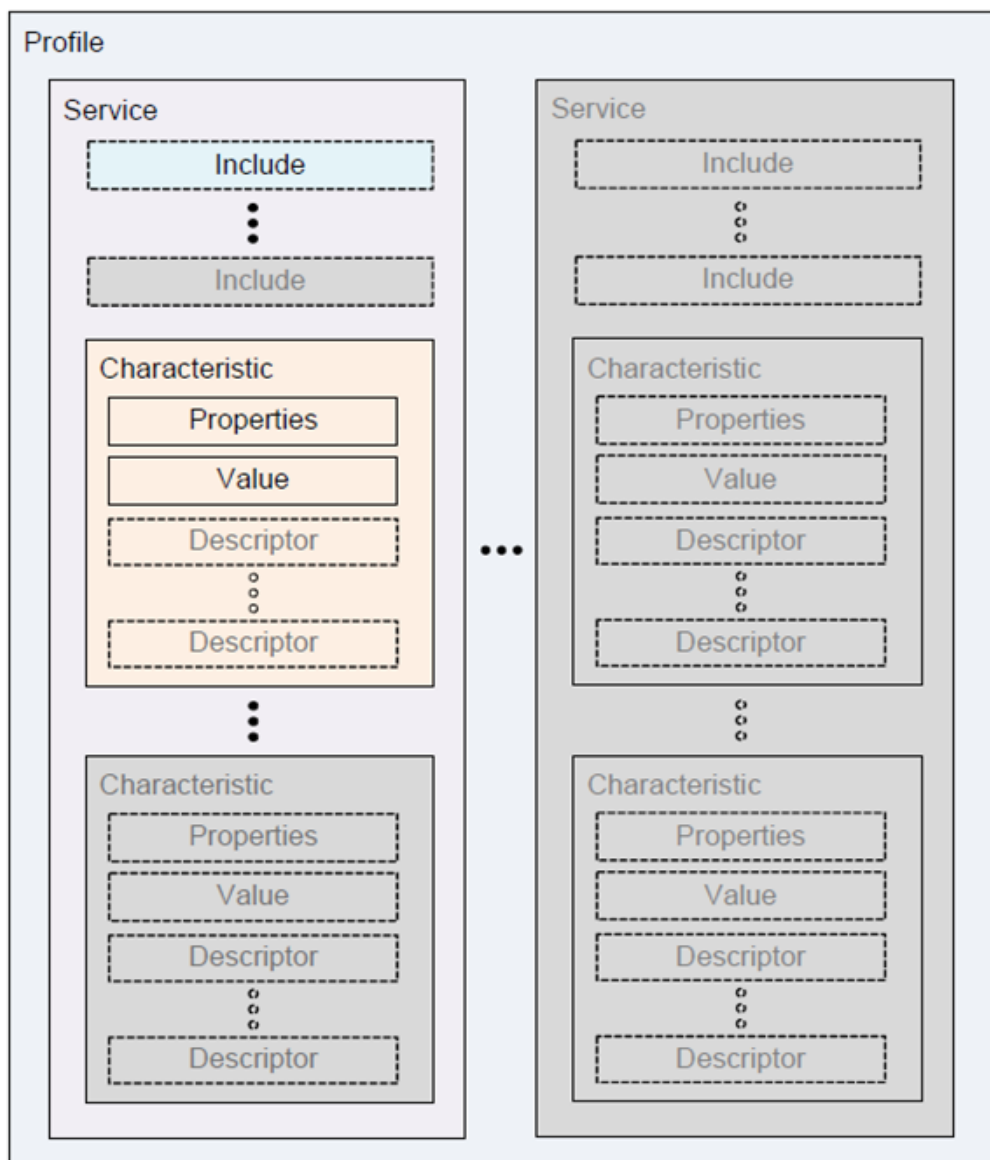 Profile
Service
Include
Include
Characteristic
Properties
Value
Descriptor
Descriptor
Characteristic
Properties
Value
Descriptor
Descriptor
Service
Include
Include
Characteristic
Properties
Value
Descriptor
Descriptor
Characteristic
Properties
Value
Descriptor
Descriptor